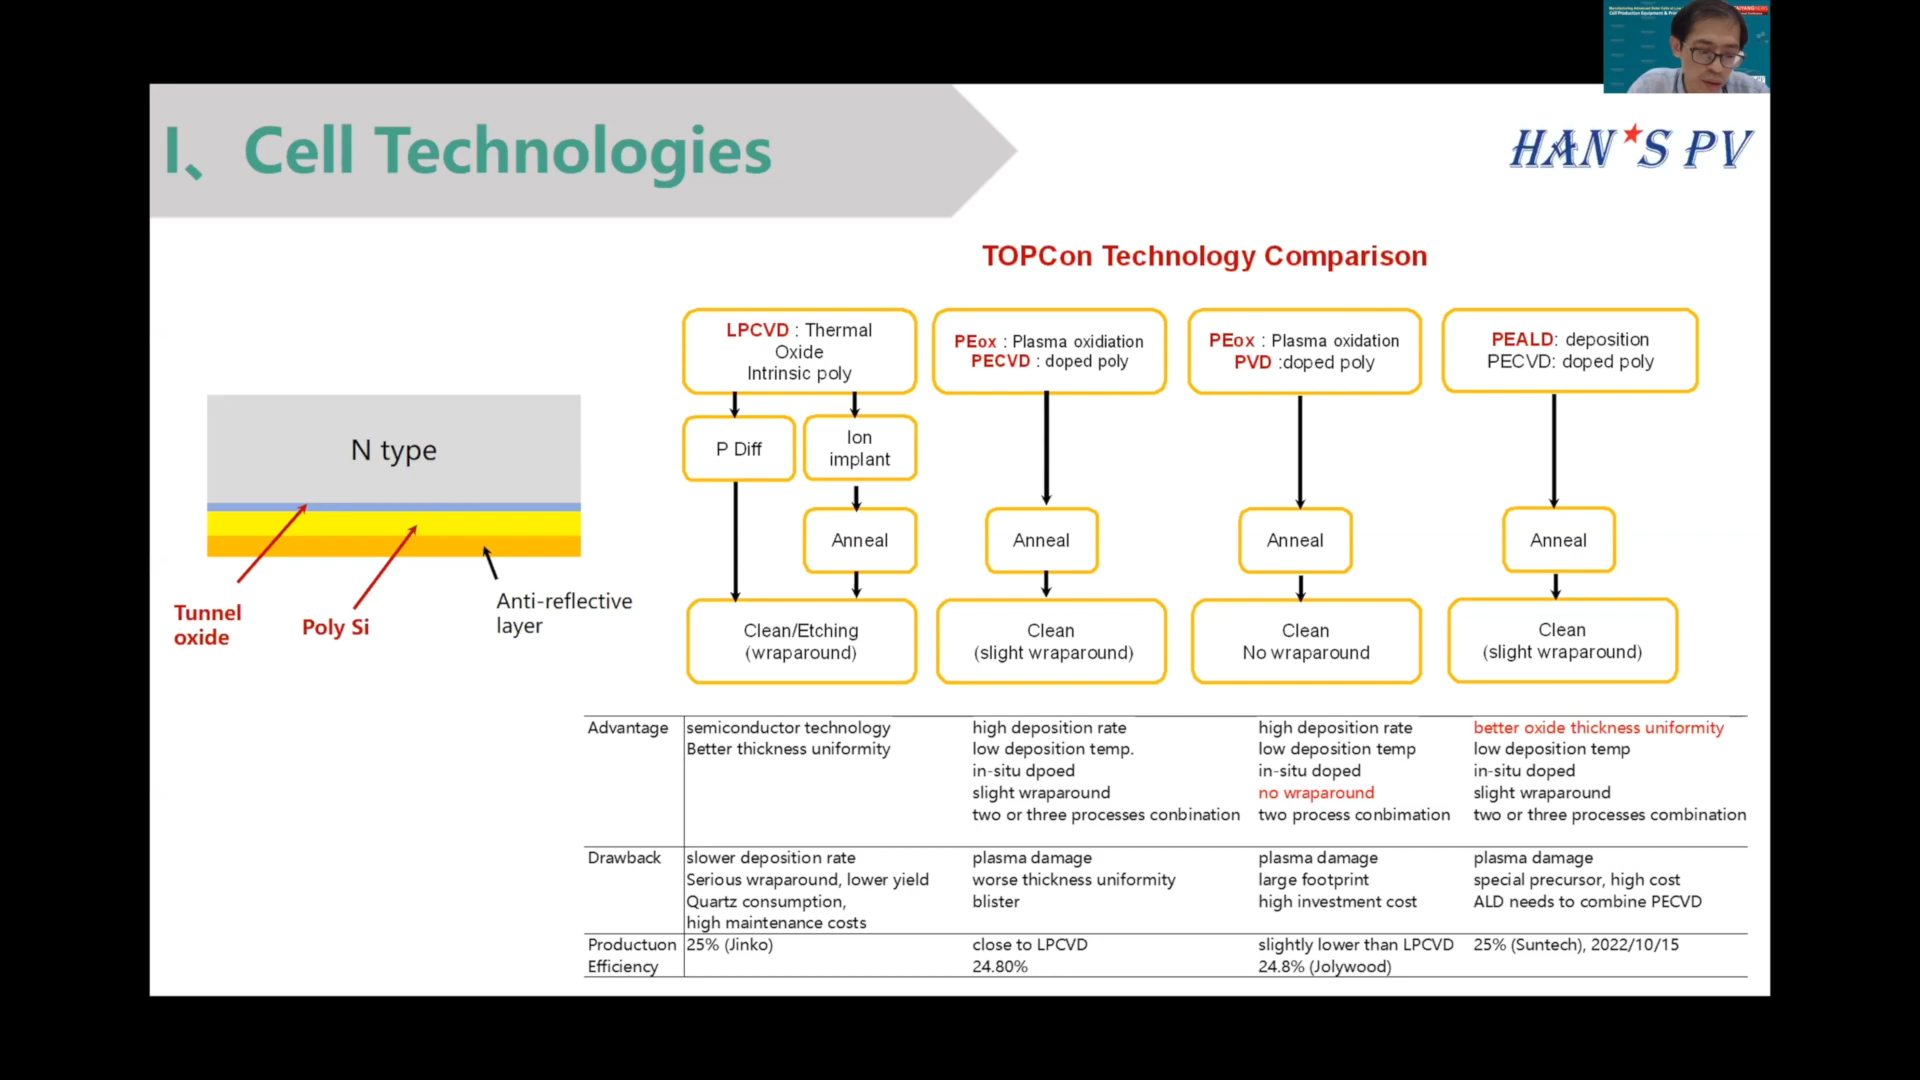 Manufacturing Advanced Solar Cells at
Cell Production Equipment &
I、Cell Technologies
HAN★S PV
TOPCon Technology Comparison
LPCVD : Thermal
Oxide
Intrinsic poly
PEox : Plasma oxidiation
PECVD : doped poly
PEox : Plasma oxidation
PVD :doped poly
PEALD: deposition
PECVD: doped poly
P Diff
Ion
implant
Anneal
Anneal
Anneal
Anneal
Clean/Etching
(wraparound)
Clean
(slight wraparound)
Clean
No wraparound
Clean
(slight wraparound)
N type
Tunnel
oxide
Poly Si
Anti-reflective
layer
Advantage
semiconductor technology
Better thickness uniformity
high deposition rate
low deposition temp.
in-situ dpoed
slight wraparound
two or three processes conbination
high deposition rate
low deposition temp
in-situ doped
no wraparound
two process conbimation
better oxide thickness uniformity
low deposition temp
in-situ doped
slight wraparound
two or three processes combination
Drawback
slower deposition rate
Serious wraparound, lower yield
Quartz consumption,
high maintenance costs
plasma damage
worse thickness uniformity
blister
plasma damage
large footprint
high investment cost
plasma damage
special precursor, high cost
ALD needs to combine PECVD
Productuon
Efficiency
25% (Jinko)
close to LPCVD
24.80%
slightly lower than LPCVD
24.8% (Jolywood)
25% (Suntech), 2022/10/15